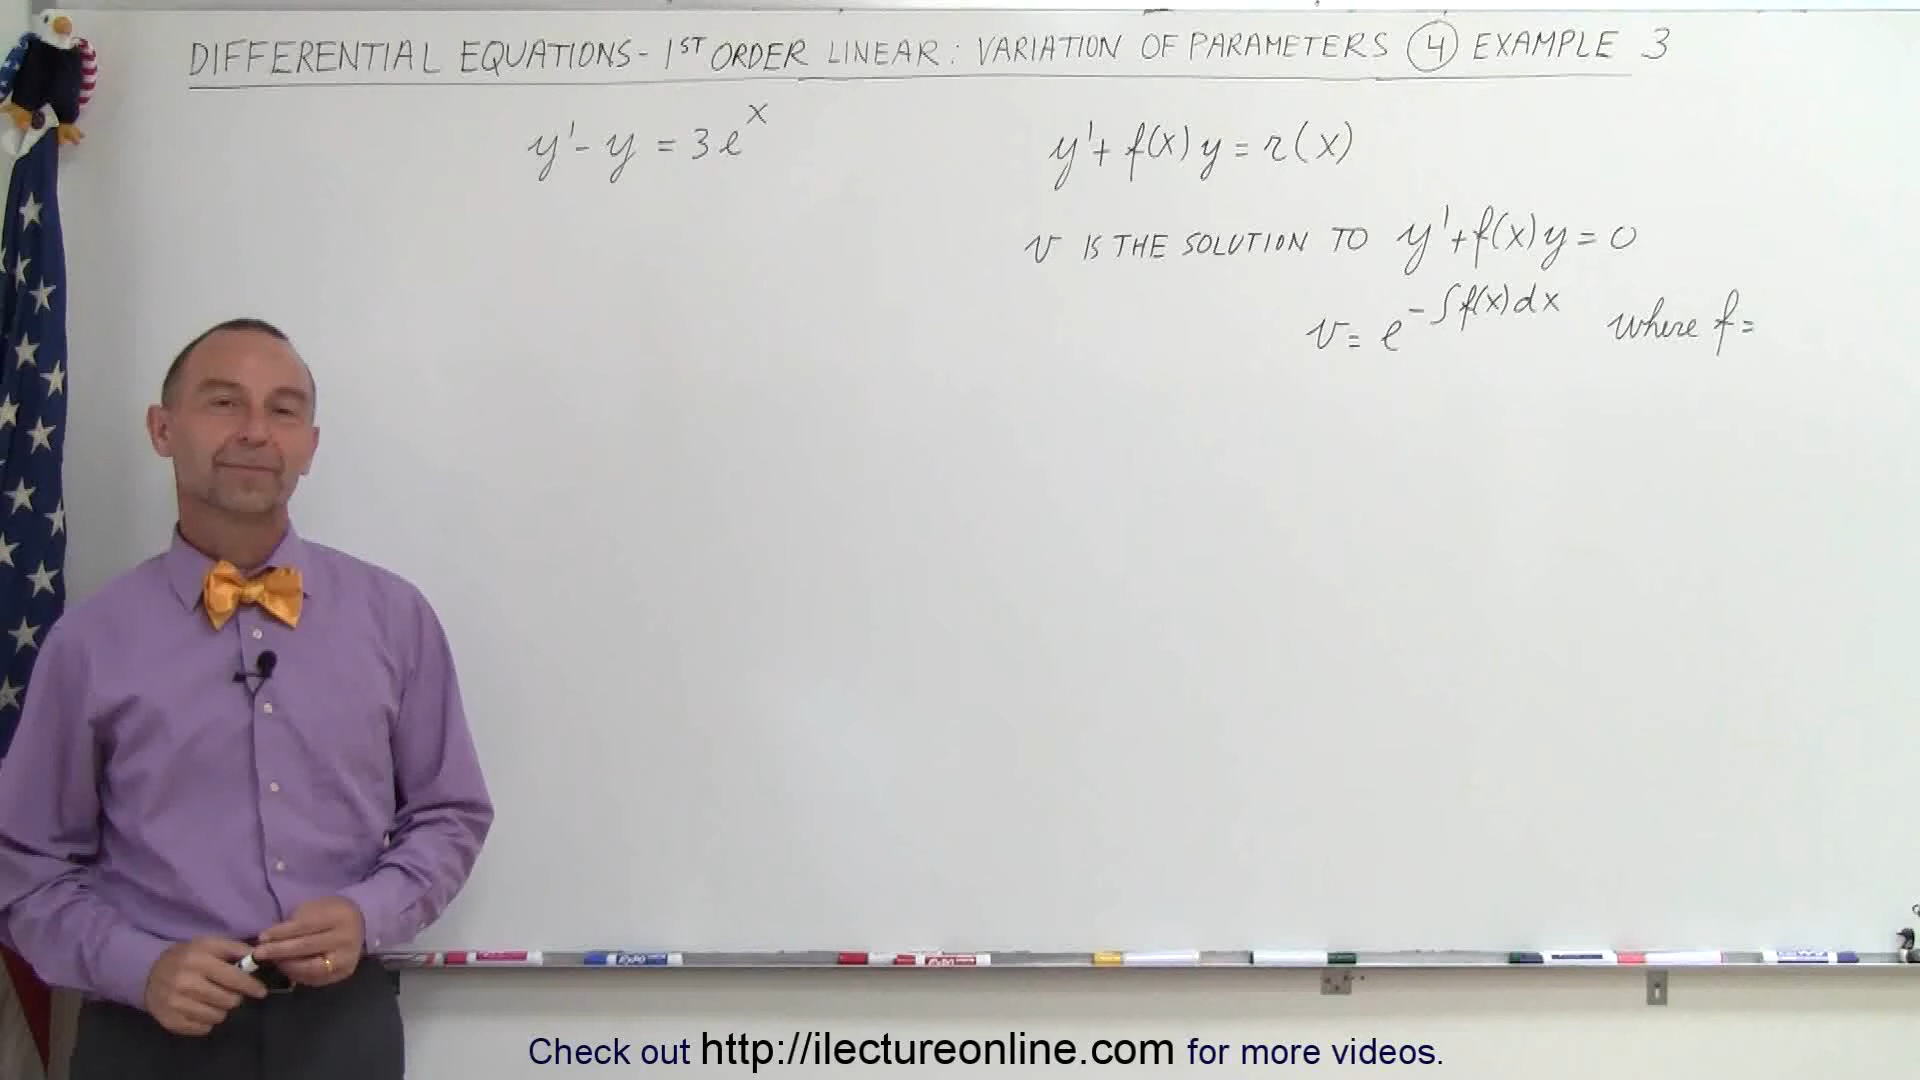 DIFFERENTIAL EQUATIONS - 1ST ORDER LINEAR: VARIATION OF PARAMETERS ④ EXAMPLE 3
y' - y = 3e^x
y' + f(x) y = r(x)
v IS THE SOLUTION TO y' + f(x) y = 0
v = e^{-∫f(x)dx} where f =
Check out http://ilectureonline.com for more videos.